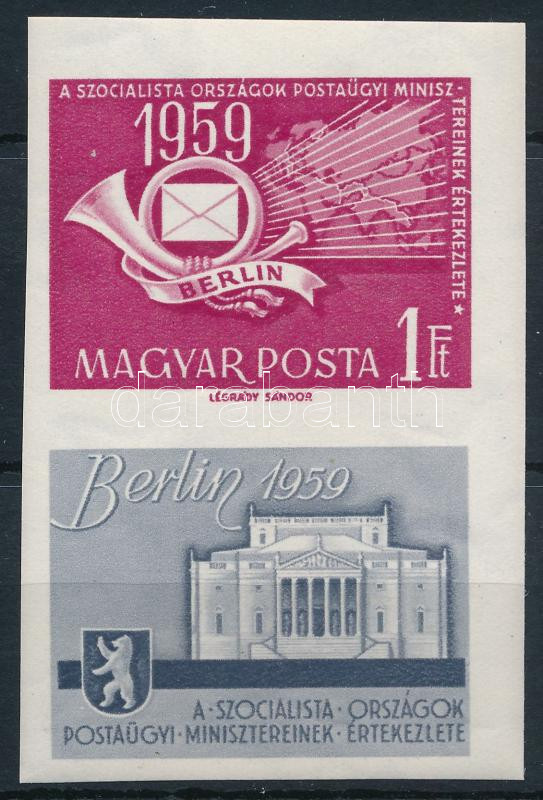 A SZOCIALISTA ORSZÁGOK POSTAÜGYI MINISZ-
TEREINEK ÉRTEKEZLETE ★
1959
BERLIN
MAGYAR POSTA 1 Ft
LÉGRÁDY SÁNDOR
darabanth
Berlin 1959
A·SZOCIALISTA·ORSZÁGOK
POSTAÜGYI·MINISZTEREINEK·ÉRTEKEZLETE